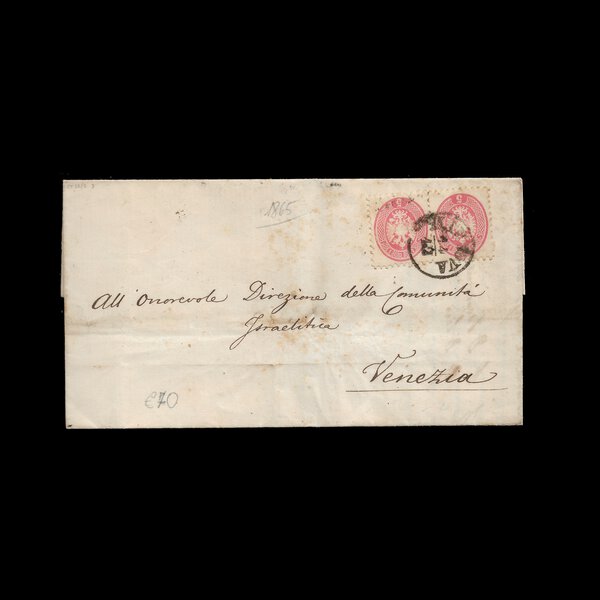 1865
All' Onorevole Direzione della Comunità
Israelitica
Venezia
€70